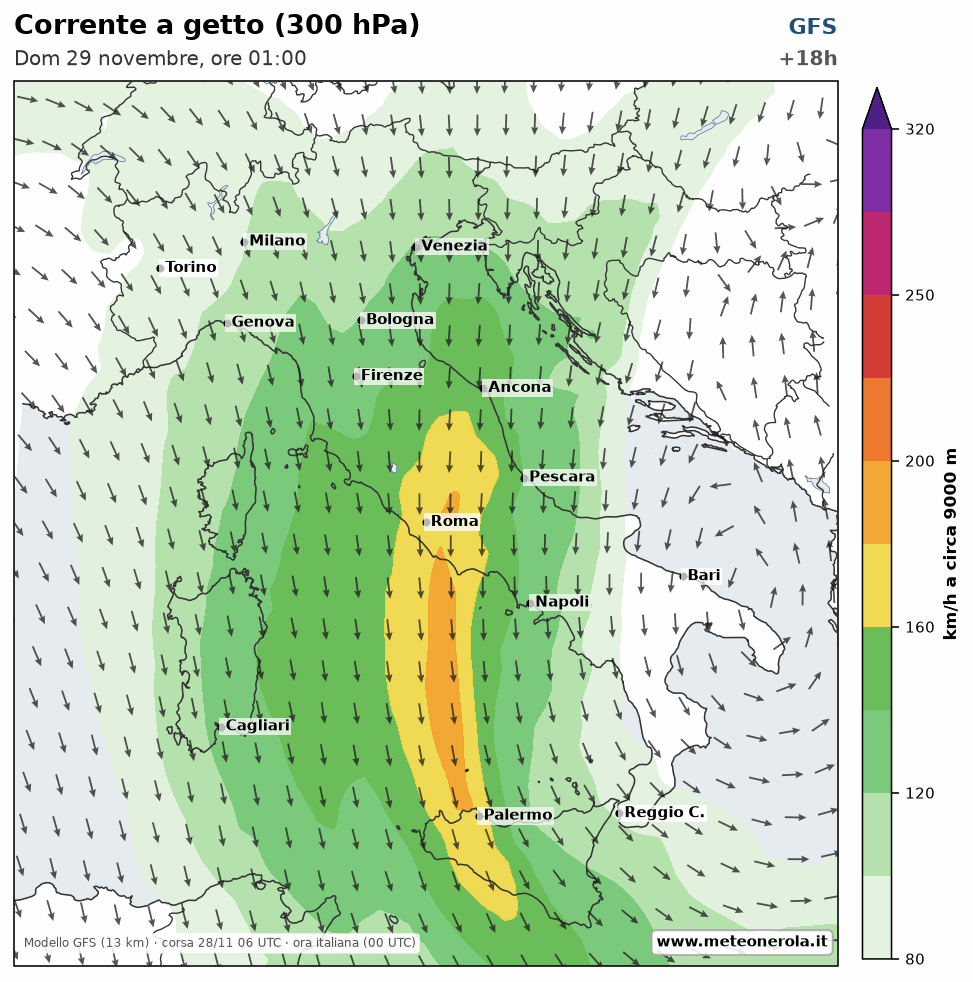 Corrente a getto (300 hPa)
GFS
Dom 29 novembre, ore 01:00
+18h
320
Milano
Venezia
Torino
250
Genova
Bologna
Firenze
Ancona
200
Pescara
Roma
km/h a circa 9000 m
Bari
Napoli
160
Cagliari
120
Palermo
Reggio C.
Modello GFS (13 km) · corsa 28/11 06 UTC · ora italiana (00 UTC)
www.meteonerola.it
80